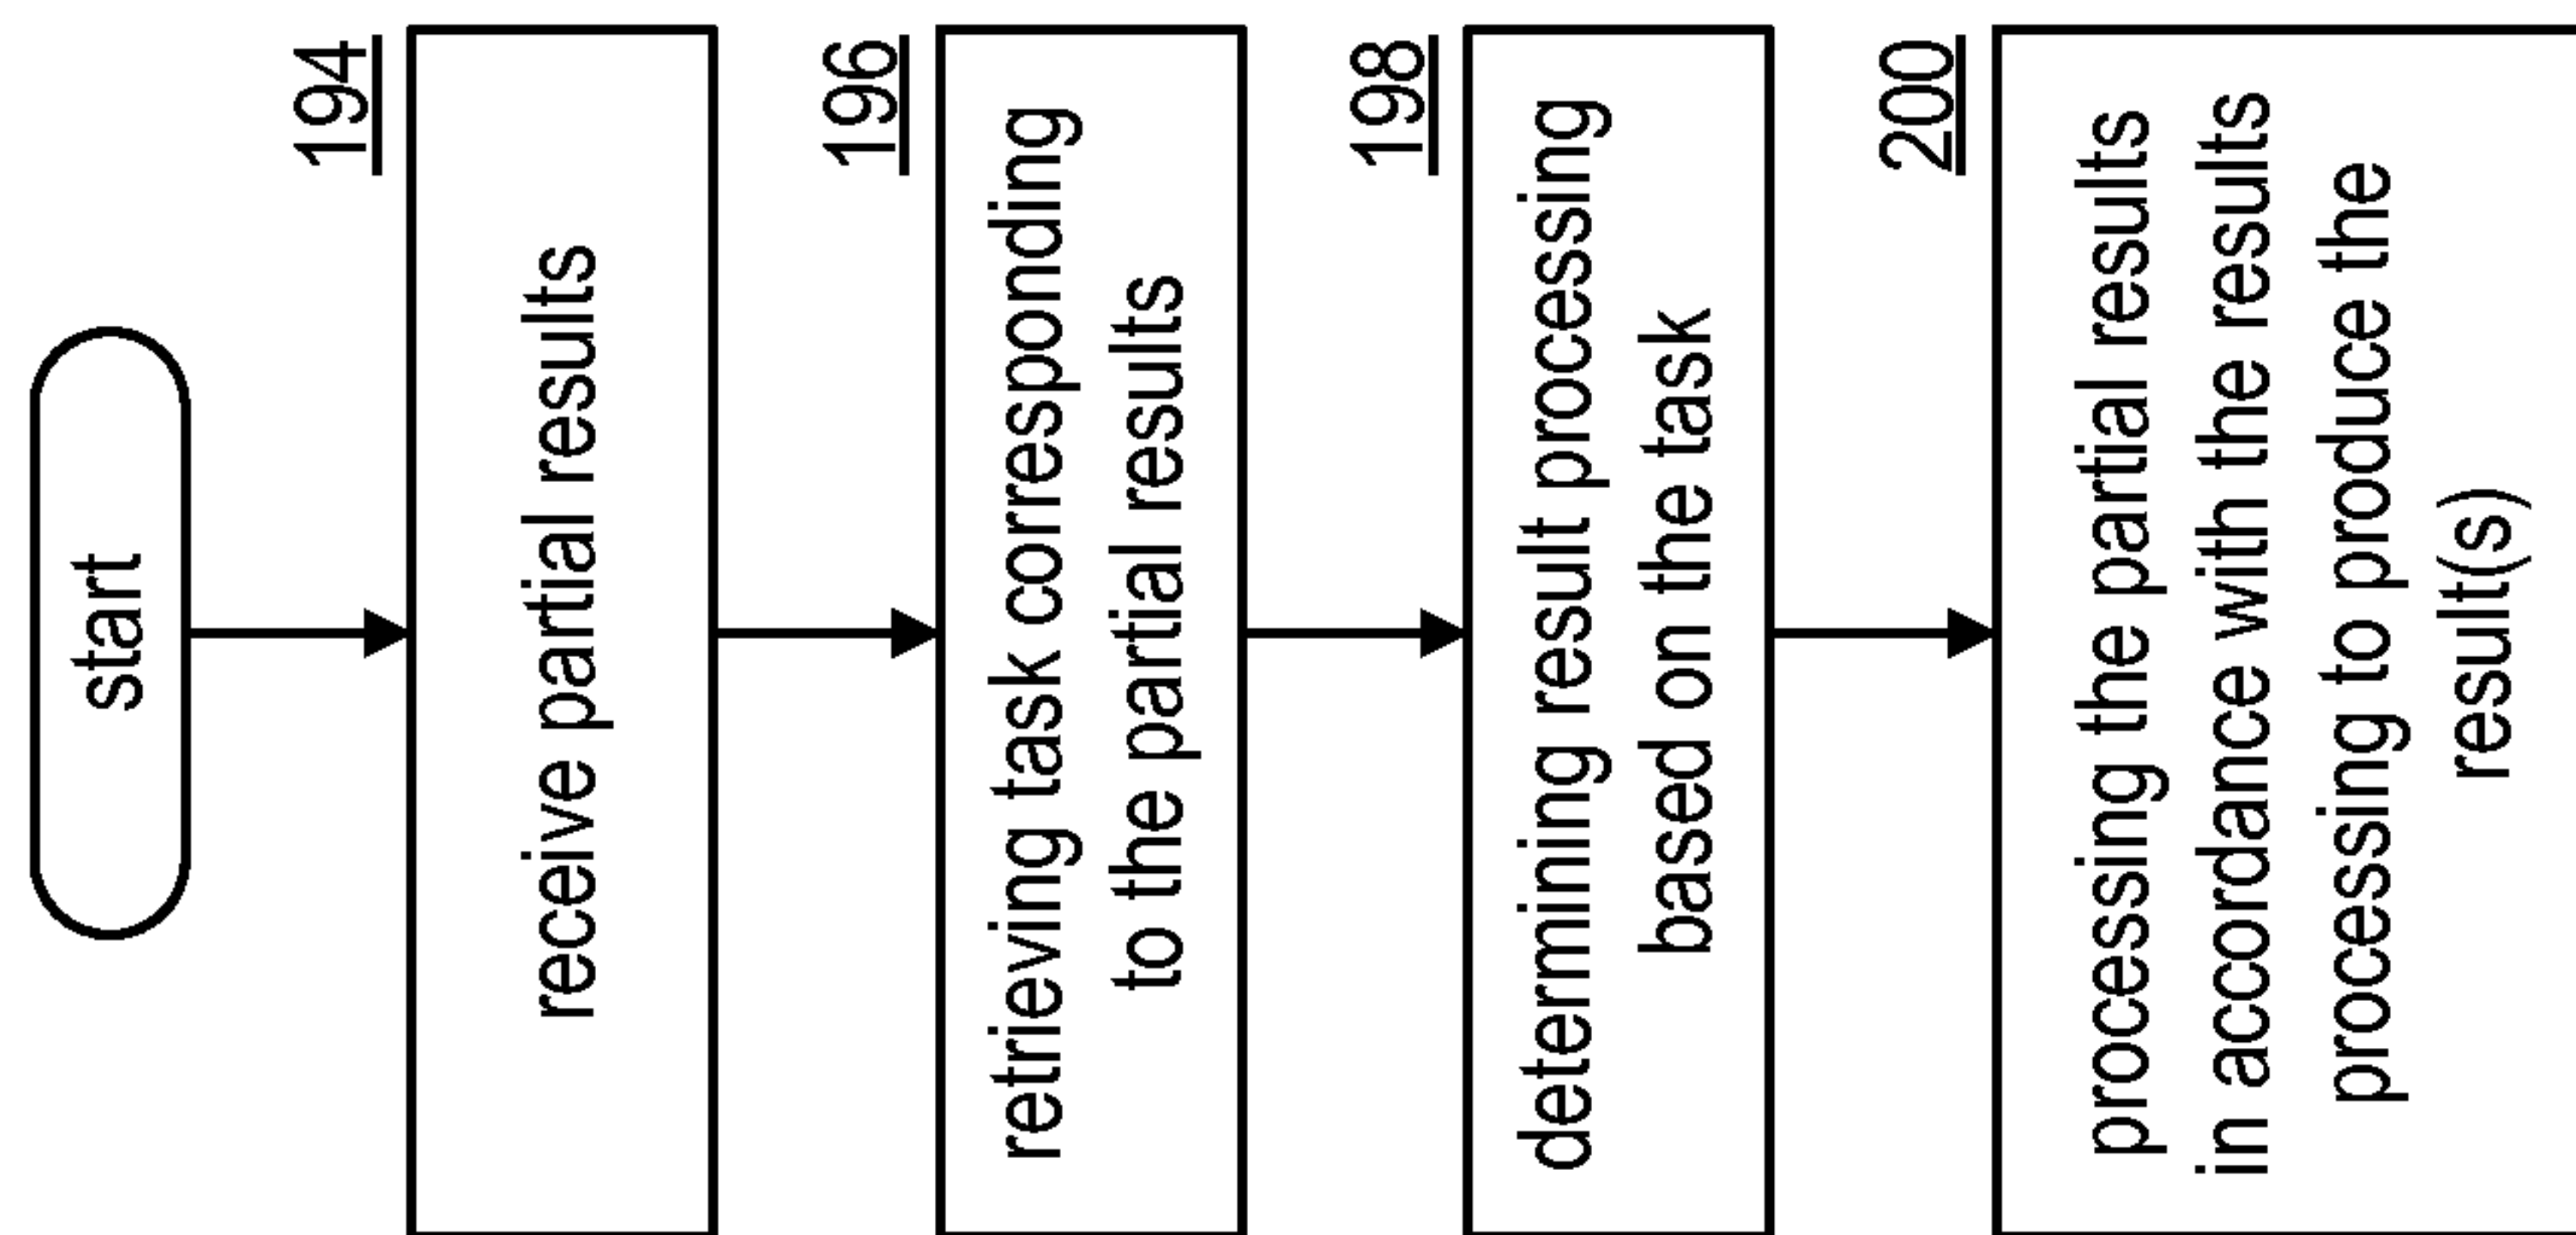 start
194
receive partial results
196
retrieving task corresponding
to the partial results
198
determining result processing
based on the task
200
processing the partial results
in accordance with the results
processing to produce the
result(s)